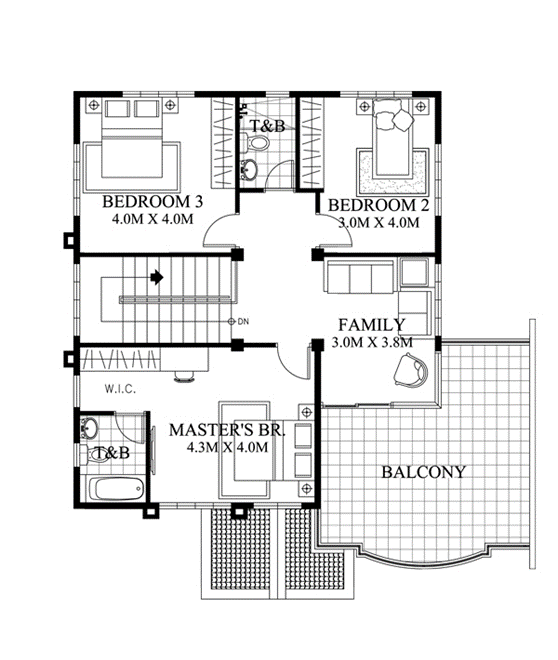 T&B
BEDROOM 3
4.0M X 4.0M
BEDROOM 2
3.0M X 4.0M
DN
FAMILY
3.0M X 3.8M
W.I.C.
MASTER'S BR.
4.3M X 4.0M
T&B
BALCONY